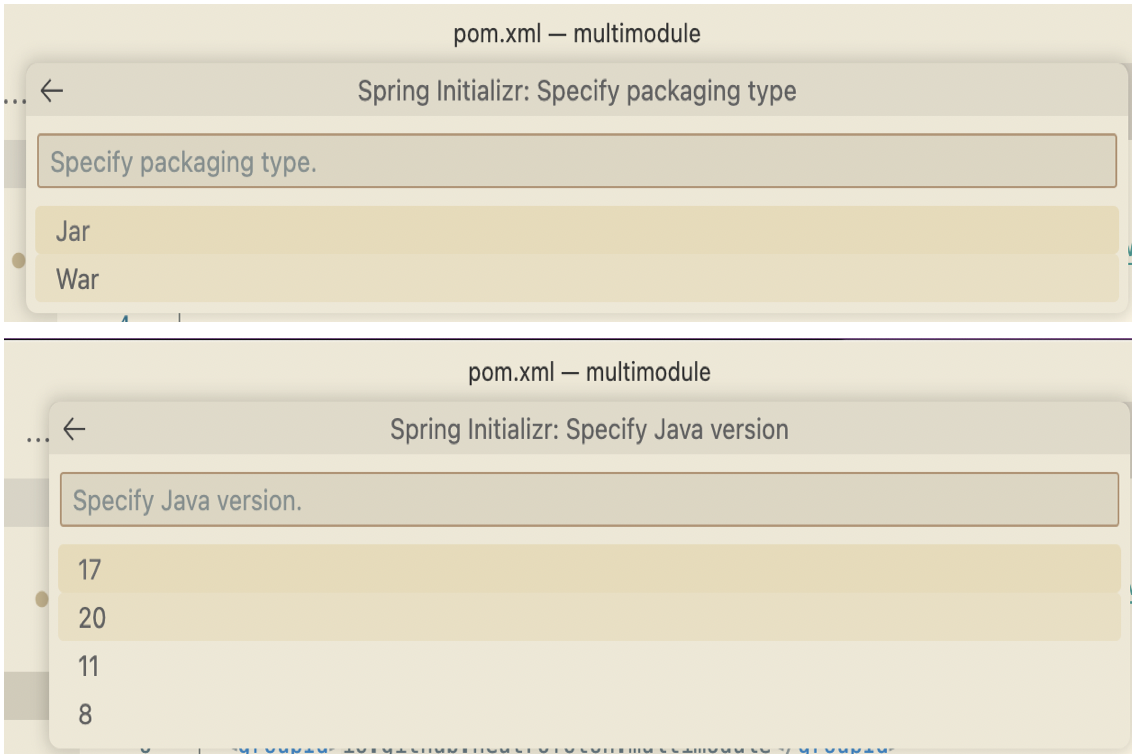 pom.xml — multimodule
Spring Initializr: Specify packaging type
...
Specify packaging type.
Jar
War
4
pom.xml — multimodule
Spring Initializr: Specify Java version
...
Specify Java version.
17
20
11
8